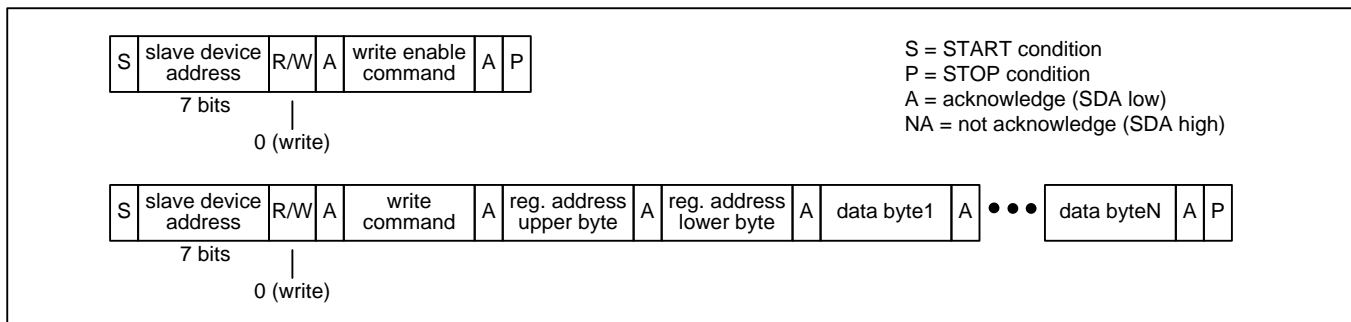 S slave device address R/W A write enable command A P
7 bits
0 (write)
S = START condition
P = STOP condition
A = acknowledge (SDA low)
NA = not acknowledge (SDA high)
S slave device address R/W A write command A reg. address upper byte A reg. address lower byte A data byte1 A ••• data byteN A P
7 bits
0 (write)